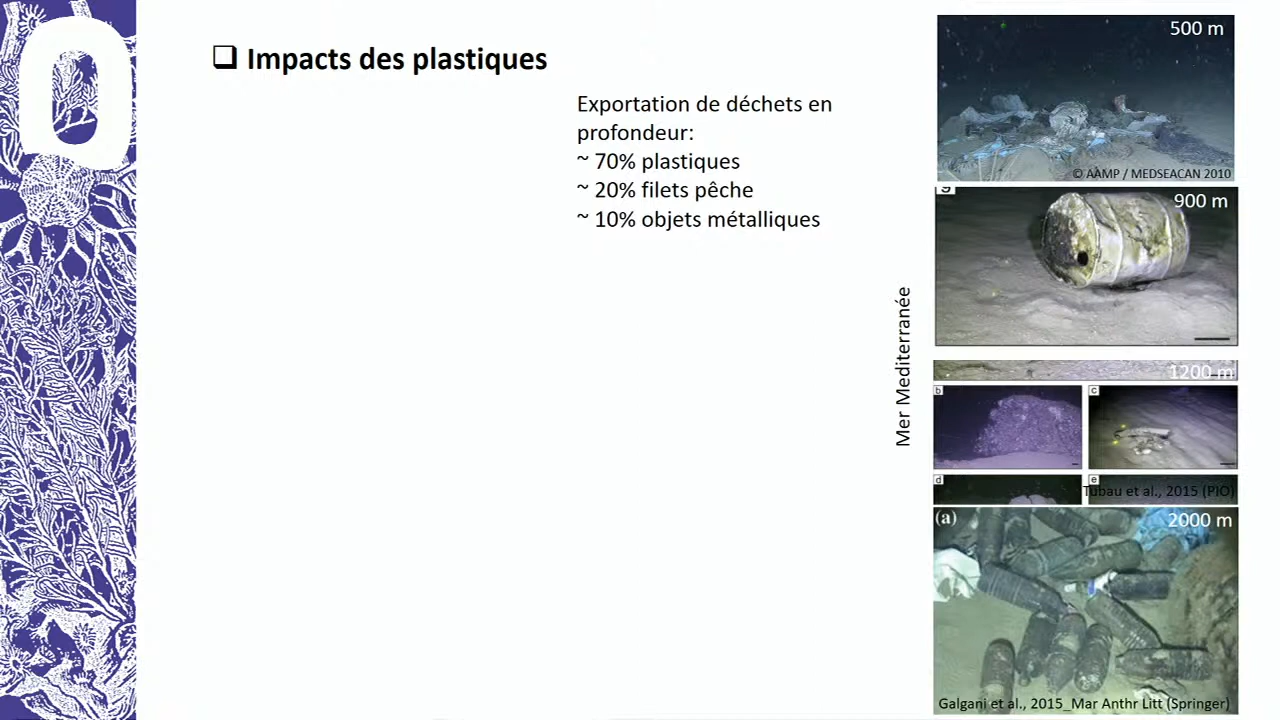 Impacts des plastiques
Exportation de déchets en
profondeur:
~ 70% plastiques
~ 20% filets pêche
~ 10% objets métalliques
Mer Mediterranée
500 m
© AAMP / MEDSEACAN 2010
g
900 m
1200 m
b
c
d
e
Tubau et al., 2015 (PIO)
(a)
2000 m
Galgani et al., 2015_Mar Anthr Litt (Springer)